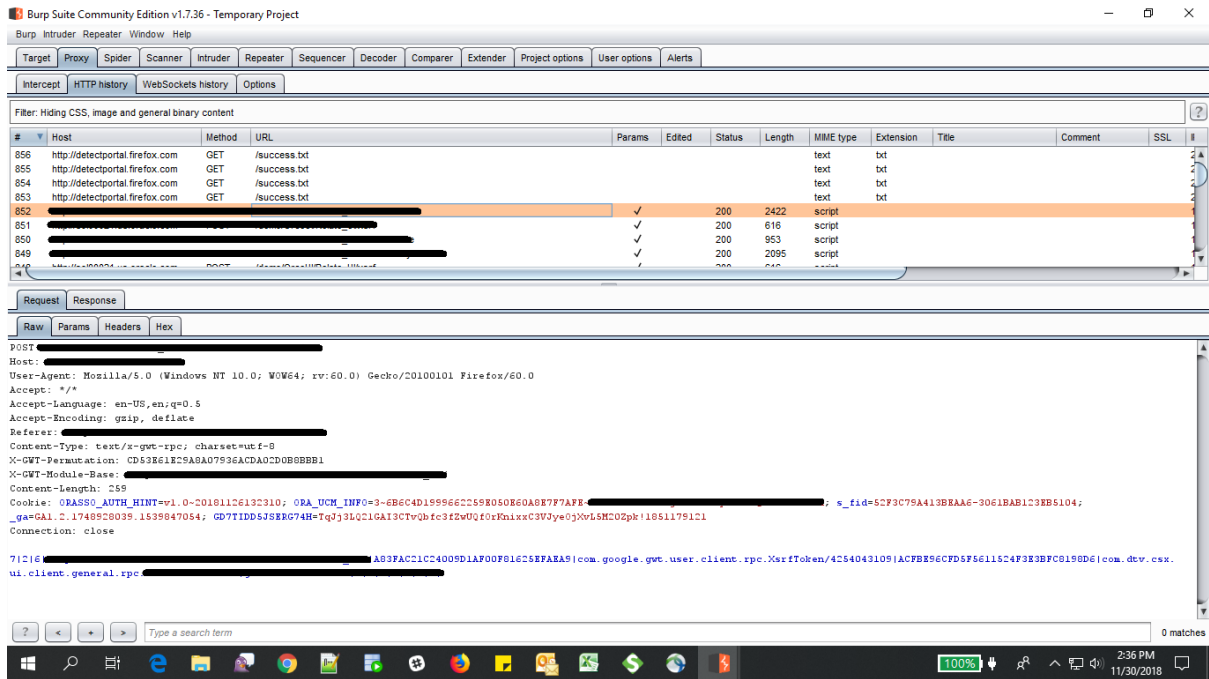 Burp Suite Community Edition v1.7.36 - Temporary Project
Burp Intruder Repeater Window Help
Target Proxy Spider Scanner Intruder Repeater Sequencer Decoder Comparer Extender Project options User options Alerts
Intercept HTTP history WebSockets history Options
Filter: Hiding CSS, image and general binary content ?
# Host Method URL Params Edited Status Length MIME type Extension Title Comment SSL
856 http://detectportal.firefox.com GET /success.txt text txt
855 http://detectportal.firefox.com GET /success.txt text txt
854 http://detectportal.firefox.com GET /success.txt text txt
853 http://detectportal.firefox.com GET /success.txt text txt
852 ✓ 200 2422 script
851 ✓ 200 616 script
850 ✓ 200 953 script
849 ✓ 200 2095 script
Request Response
Raw Params Headers Hex
POST
Host:
User-Agent: Mozilla/5.0 (Windows NT 10.0; WOW64; rv:60.0) Gecko/20100101 Firefox/60.0
Accept: */*
Accept-Language: en-US,en;q=0.5
Accept-Encoding: gzip, deflate
Referer:
Content-Type: text/x-gwt-rpc; charset=utf-8
X-GWT-Permutation: CD53E61E29A8A07936ACDA02D0B8BBB1
X-GWT-Module-Base:
Content-Length: 259
Cookie: ORASSO_AUTH_HINT=v1.0~20181126132310; ORA_UCM_INFO=3~6B6C4D1999662259E050E60A8E7F7AFE~ ; s_fid=52F3C79A413BEAA6-3061BAB123EB5104;
_ga=GA1.2.1748928039.1539847054; GD7TIDD5JSERG74H=TqJj3LQ21GAI3CTvQbfc3fZwUQf0rKnixxC3VJye0jXvL5M20Zpk!1851179121
Connection: close
7|2|6| |A83FAC21C24009D1AF00F81625EFAEA9|com.google.gwt.user.client.rpc.XsrfToken/4254043109|ACFBE96CFD5F5611524F3E3BFC8198D6|com.dtv.csx.
ui.client.general.rpc.
? < + > Type a search term 0 matches
100% 2:36 PM
11/30/2018